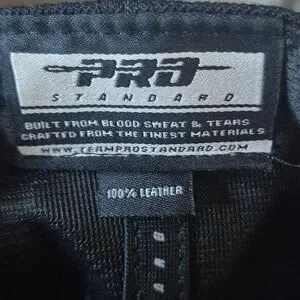 PRO
STANDARD
BUILT FROM BLOOD SWEAT & TEARS
CRAFTED FROM THE FINEST MATERIALS
WWW.TEAMPROSTANDARD.COM
100% LEATHER